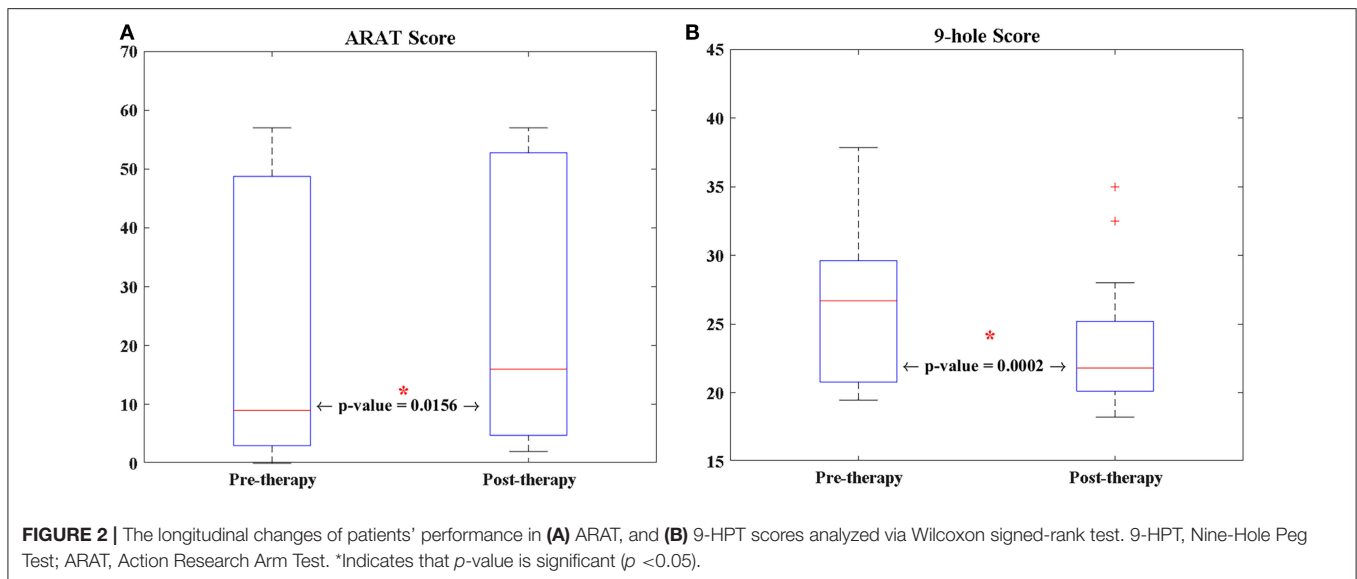 A
ARAT Score
70
60
50
40
30
20
10
0
*
← p-value = 0.0156 →
Pre-therapy
Post-therapy
B
9-hole Score
45
40
35
30
25
20
15
*
← p-value = 0.0002 →
Pre-therapy
Post-therapy
FIGURE 2 | The longitudinal changes of patients’ performance in (A) ARAT, and (B) 9-HPT scores analyzed via Wilcoxon signed-rank test. 9-HPT, Nine-Hole Peg
Test; ARAT, Action Research Arm Test. *Indicates that p-value is significant (p <0.05).